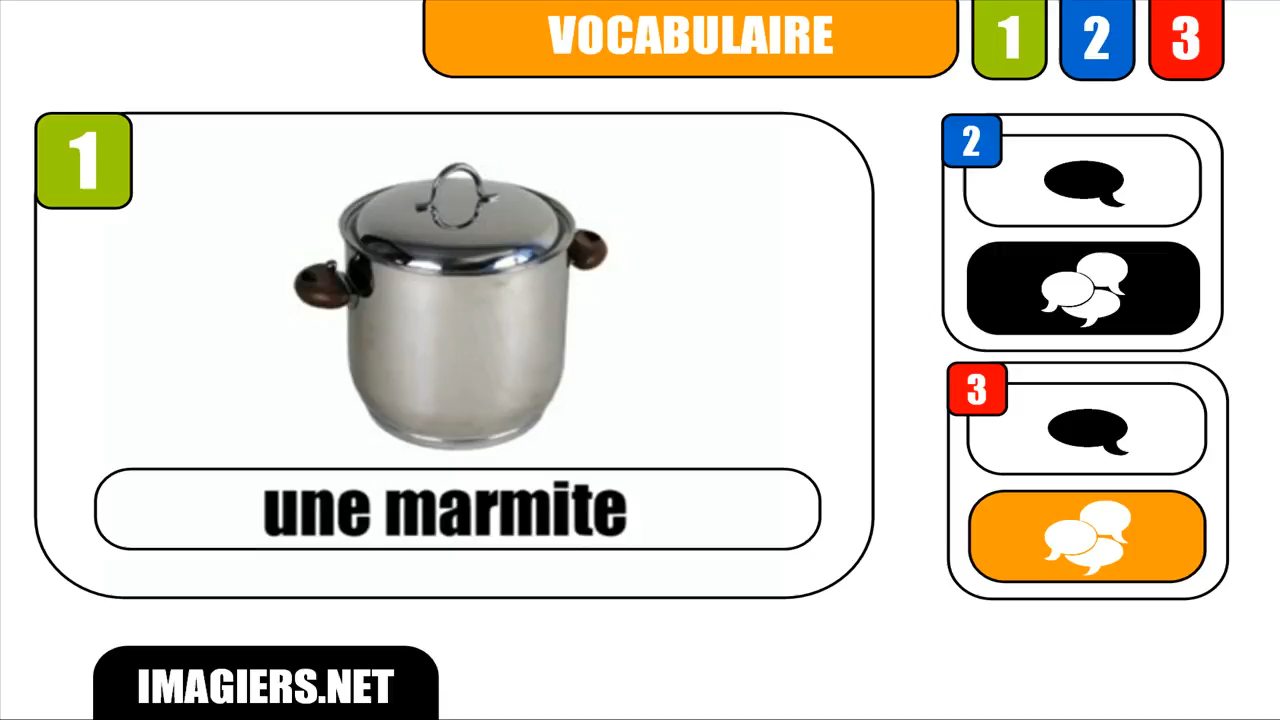 VOCABULAIRE
1 2 3
1
une marmite
2
3
IMAGIERS.NET